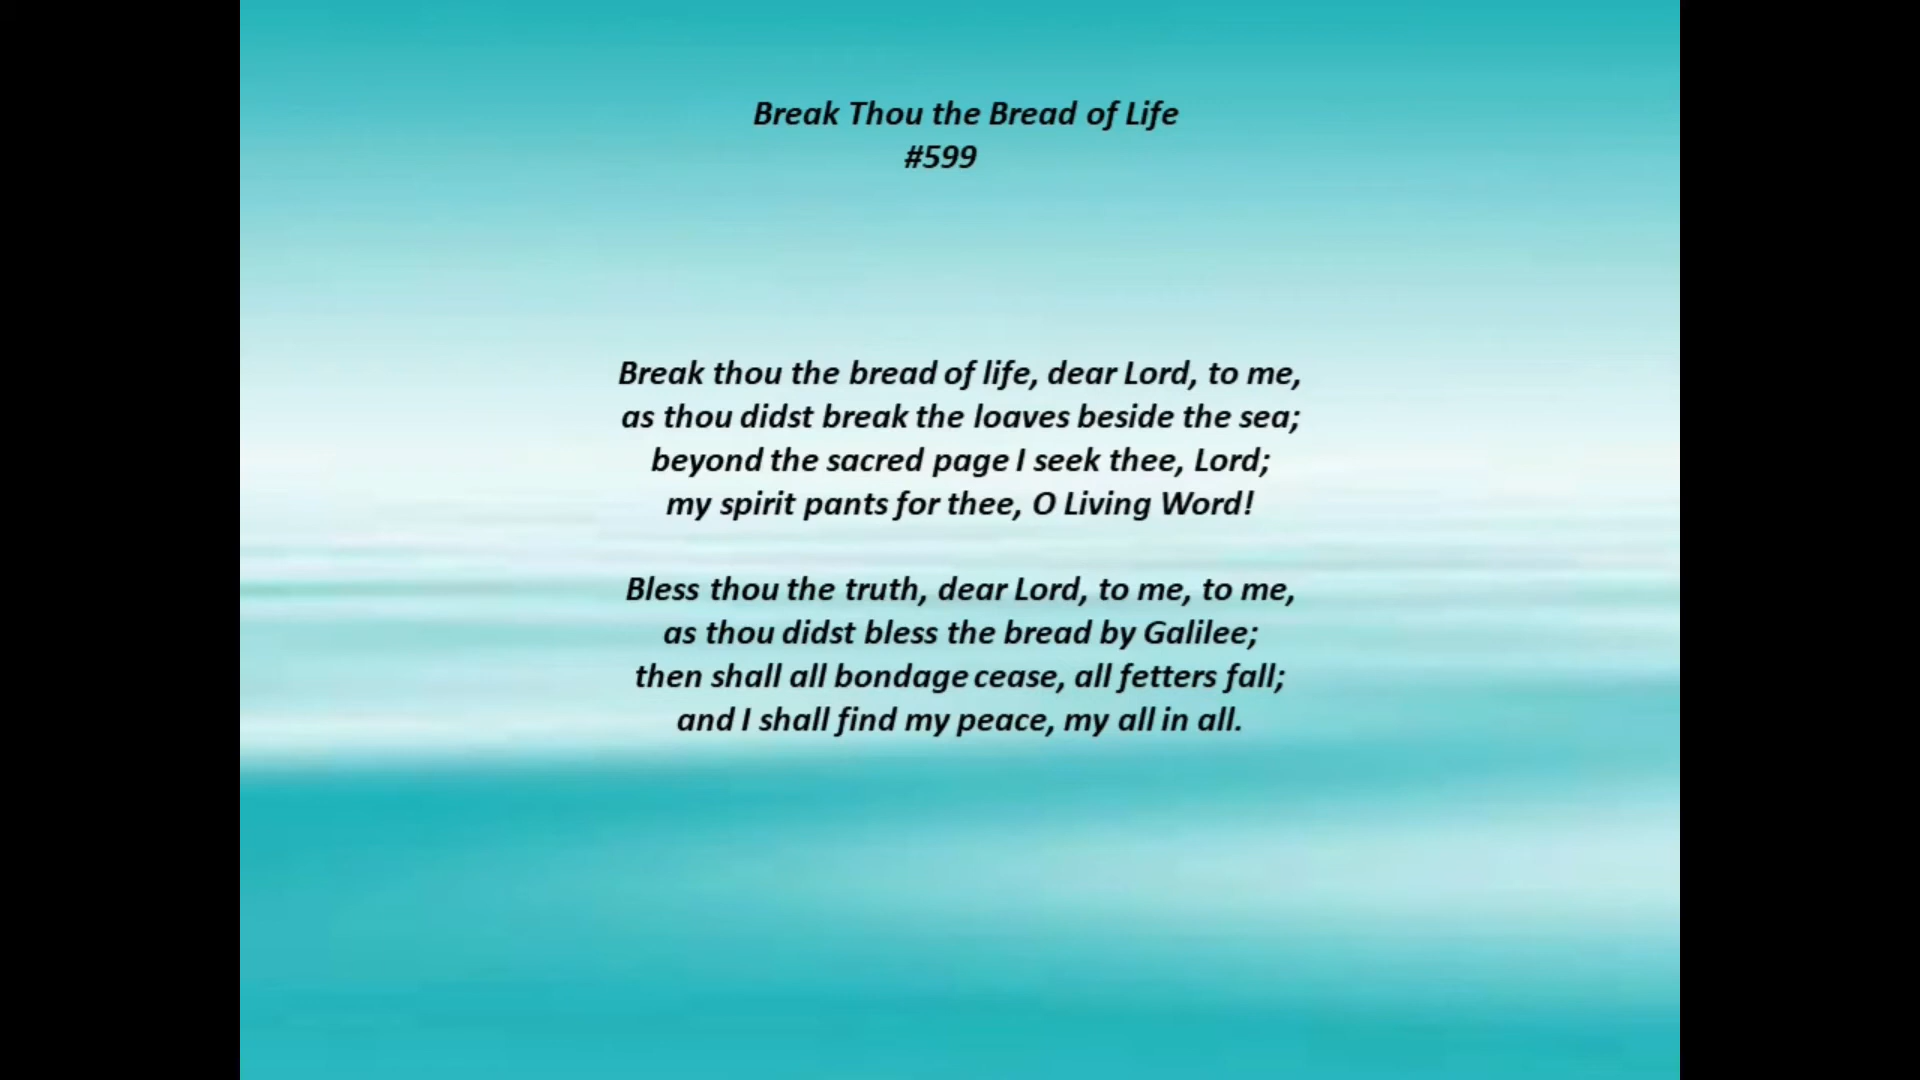 Break Thou the Bread of Life
#599
Break thou the bread of life, dear Lord, to me,
as thou didst break the loaves beside the sea;
beyond the sacred page I seek thee, Lord;
my spirit pants for thee, O Living Word!
Bless thou the truth, dear Lord, to me, to me,
as thou didst bless the bread by Galilee;
then shall all bondage cease, all fetters fall;
and I shall find my peace, my all in all.